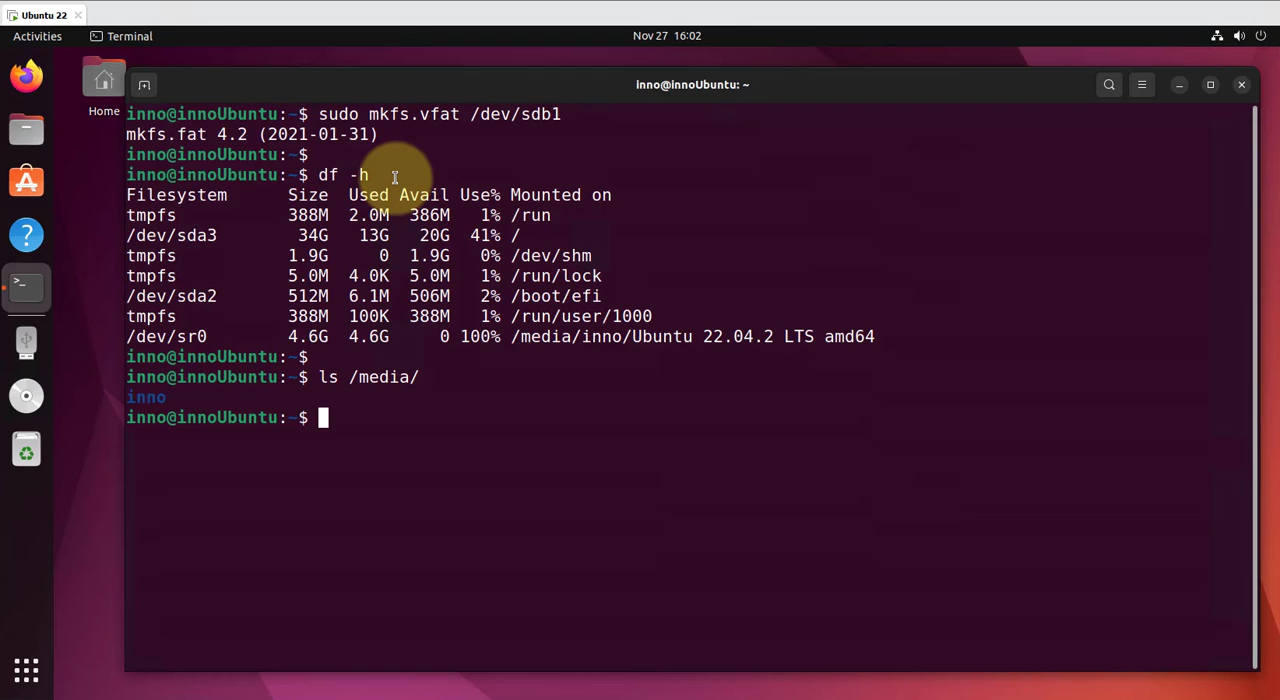 Ubuntu 22
Activities
Terminal
Nov 27 16:02
Home
inno@innoUbuntu: ~
inno@innoUbuntu:~$ sudo mkfs.vfat /dev/sdb1
mkfs.fat 4.2 (2021-01-31)
inno@innoUbuntu:~$
inno@innoUbuntu:~$ df -h
Filesystem      Size  Used Avail Use% Mounted on
tmpfs           388M  2.0M  386M   1% /run
/dev/sda3        34G   13G   20G  41% /
tmpfs           1.9G     0  1.9G   0% /dev/shm
tmpfs           5.0M  4.0K  5.0M   1% /run/lock
/dev/sda2       512M  6.1M  506M   2% /boot/efi
tmpfs           388M  100K  388M   1% /run/user/1000
/dev/sr0        4.6G  4.6G     0 100% /media/inno/Ubuntu 22.04.2 LTS amd64
inno@innoUbuntu:~$
inno@innoUbuntu:~$ ls /media/
inno
inno@innoUbuntu:~$